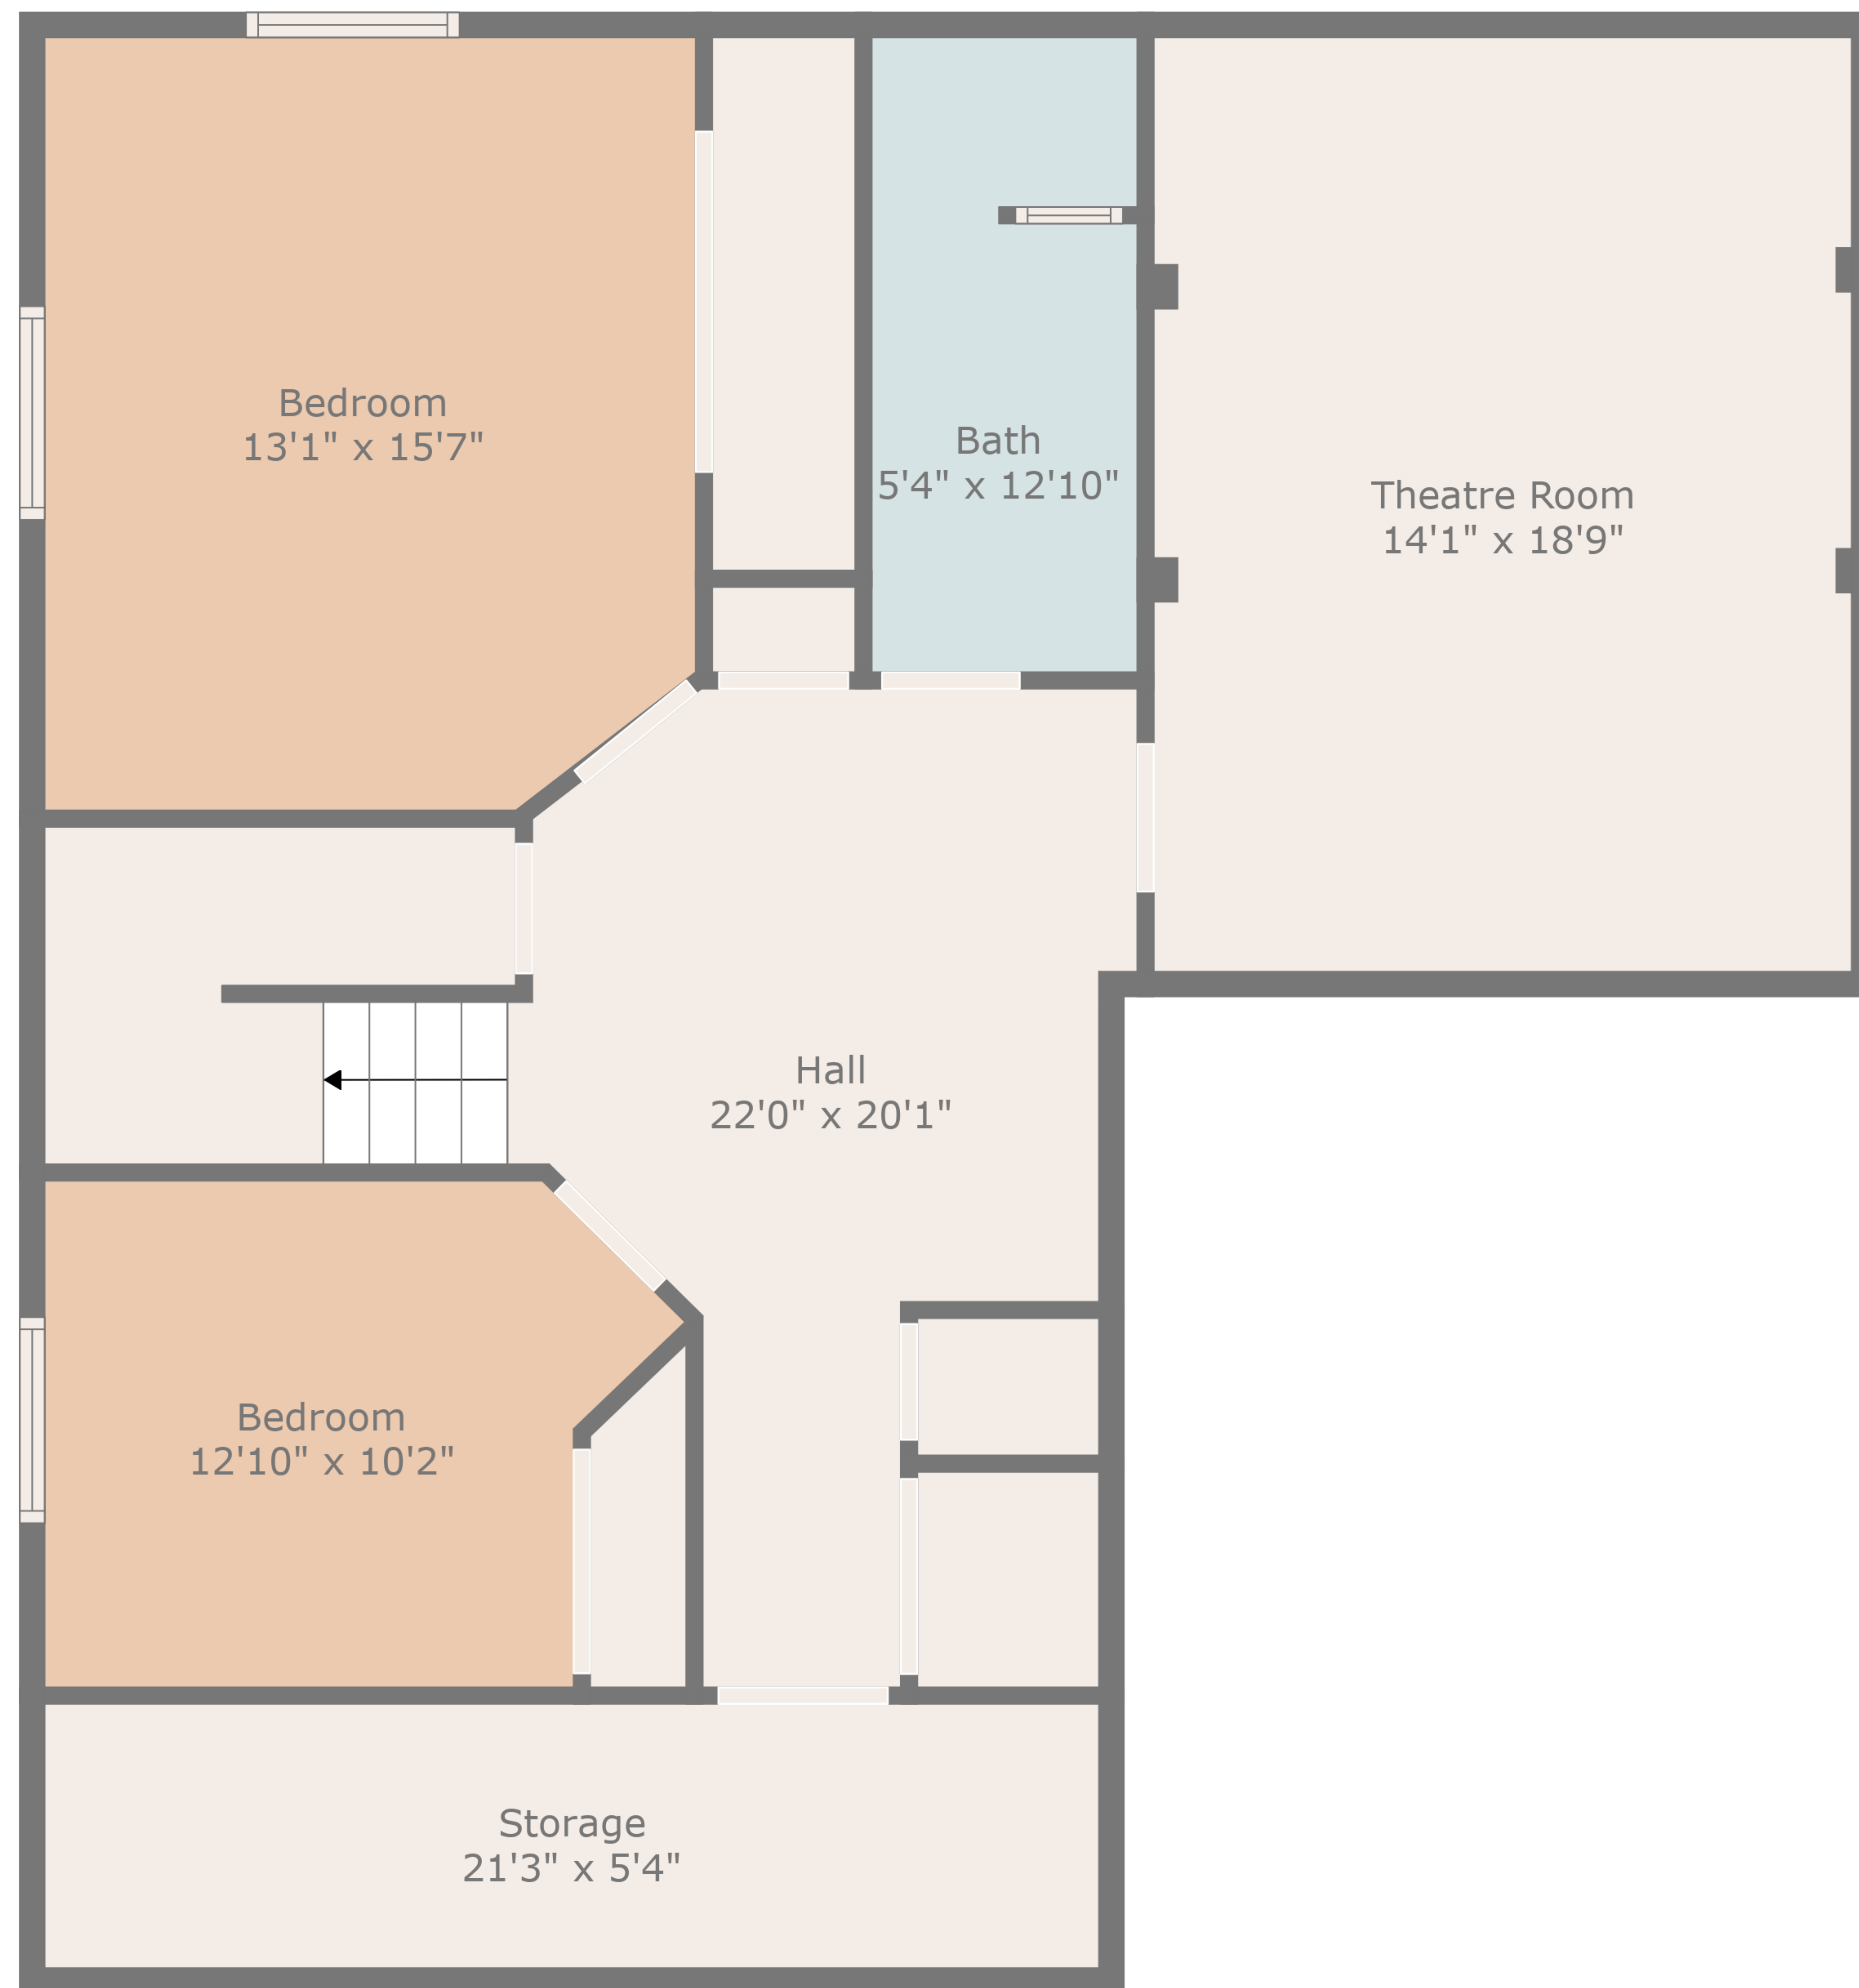 Bedroom
13'1" x 15'7"
Bath
5'4" x 12'10"
Theatre Room
14'1" x 18'9"
Hall
22'0" x 20'1"
Bedroom
12'10" x 10'2"
Storage
21'3" x 5'4"